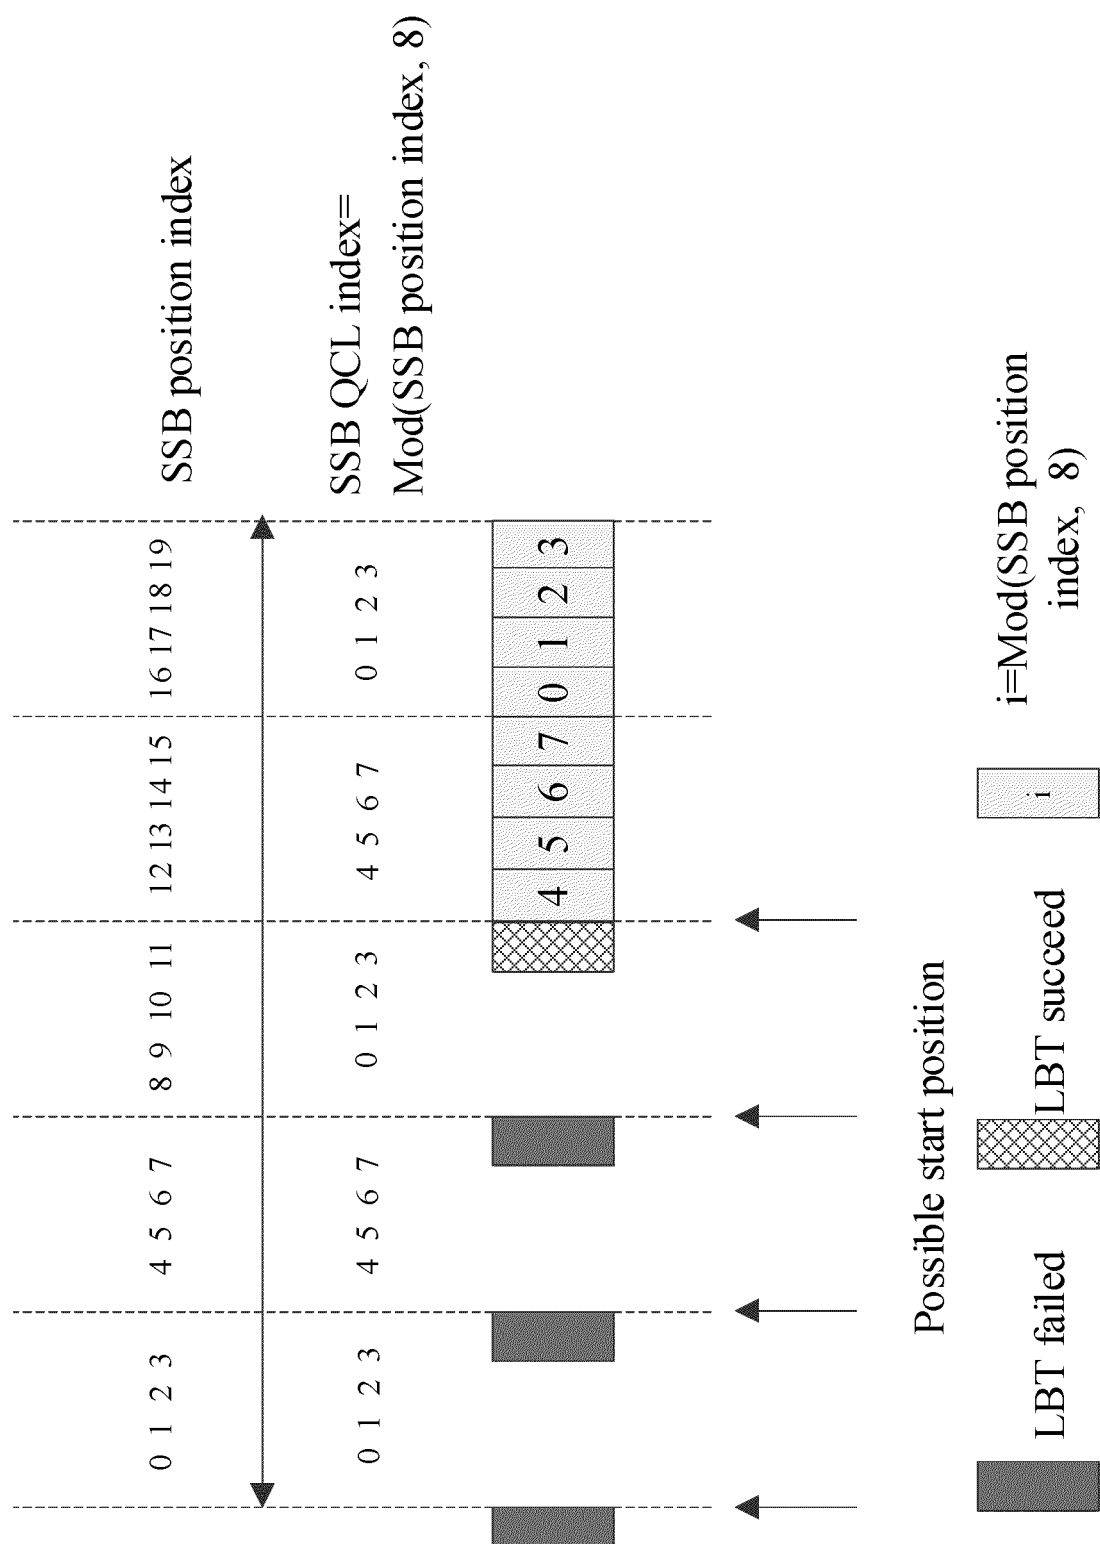 0 1 2 3 4 5 6 7 8 9 10 11 12 13 14 15 16 17 18 19 SSB position index
0 1 2 3 4 5 6 7 0 1 2 3 4 5 6 7 0 1 2 3 SSB QCL index=
Mod(SSB position index, 8)
4 5 6 7 0 1 2 3
Possible start position
LBT failed LBT succeed i i=Mod(SSB position
index, 8)